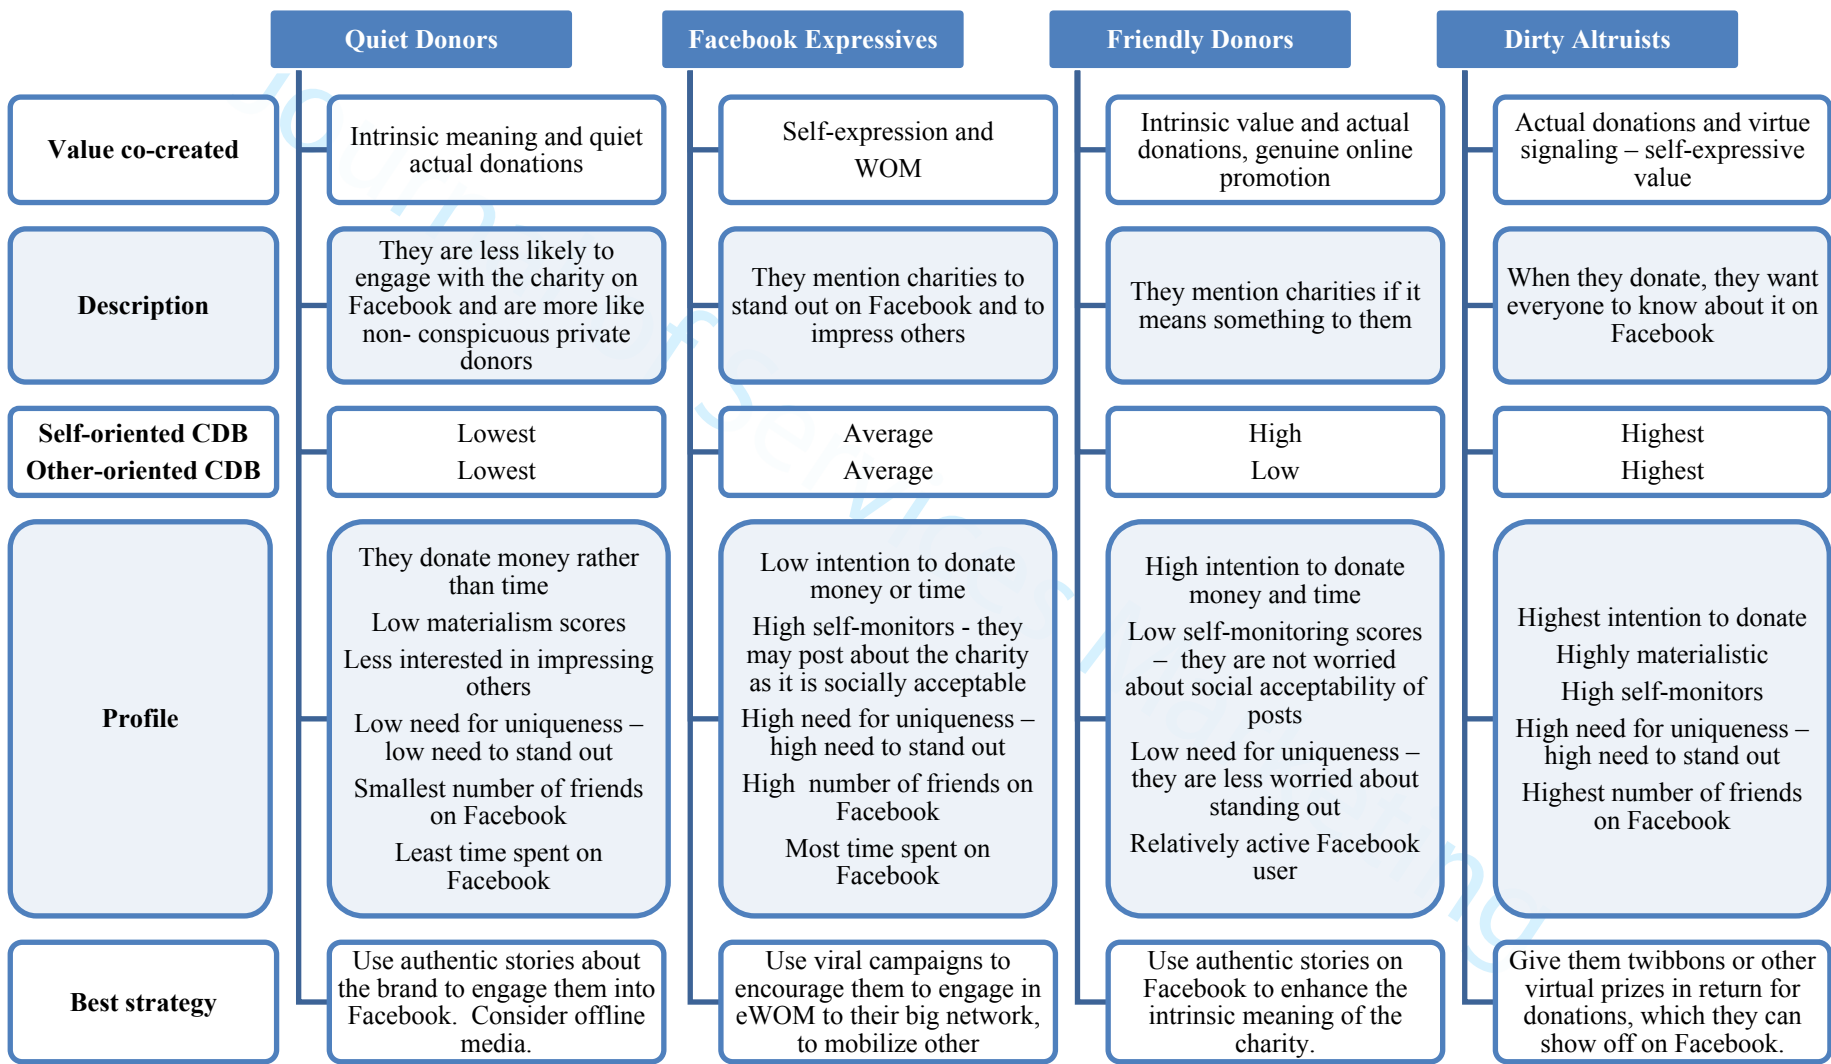 Quiet Donors
Facebook Expressives
Friendly Donors
Dirty Altruists
Value co-created
Intrinsic meaning and quiet
actual donations
Self-expression and
WOM
Intrinsic value and actual
donations, genuine online
promotion
Actual donations and virtue
signaling – self-expressive
value
Description
They are less likely to
engage with the charity on
Facebook and are more like
non- conspicuous private
donors
They mention charities to
stand out on Facebook and to
impress others
They mention charities if it
means something to them
When they donate, they want
everyone to know about it on
Facebook
Self-oriented CDB
Other-oriented CDB
Lowest
Lowest
Average
Average
High
Low
Highest
Highest
Profile
They donate money rather
than time
Low materialism scores
Less interested in impressing
others
Low need for uniqueness –
low need to stand out
Smallest number of friends
on Facebook
Least time spent on
Facebook
Low intention to donate
money or time
High self-monitors - they
may post about the charity
as it is socially acceptable
High need for uniqueness –
high need to stand out
High number of friends on
Facebook
Most time spent on
Facebook
High intention to donate
money and time
Low self-monitoring scores
– they are not worried
about social acceptability of
posts
Low need for uniqueness –
they are less worried about
standing out
Relatively active Facebook
user
Highest intention to donate
Highly materialistic
High self-monitors
High need for uniqueness –
high need to stand out
Highest number of friends
on Facebook
Best strategy
Use authentic stories about
the brand to engage them into
Facebook. Consider offline
media.
Use viral campaigns to
encourage them to engage in
eWOM to their big network,
to mobilize other
Use authentic stories on
Facebook to enhance the
intrinsic meaning of the
charity.
Give them twibbons or other
virtual prizes in return for
donations, which they can
show off on Facebook.
Journal of Services Marketing